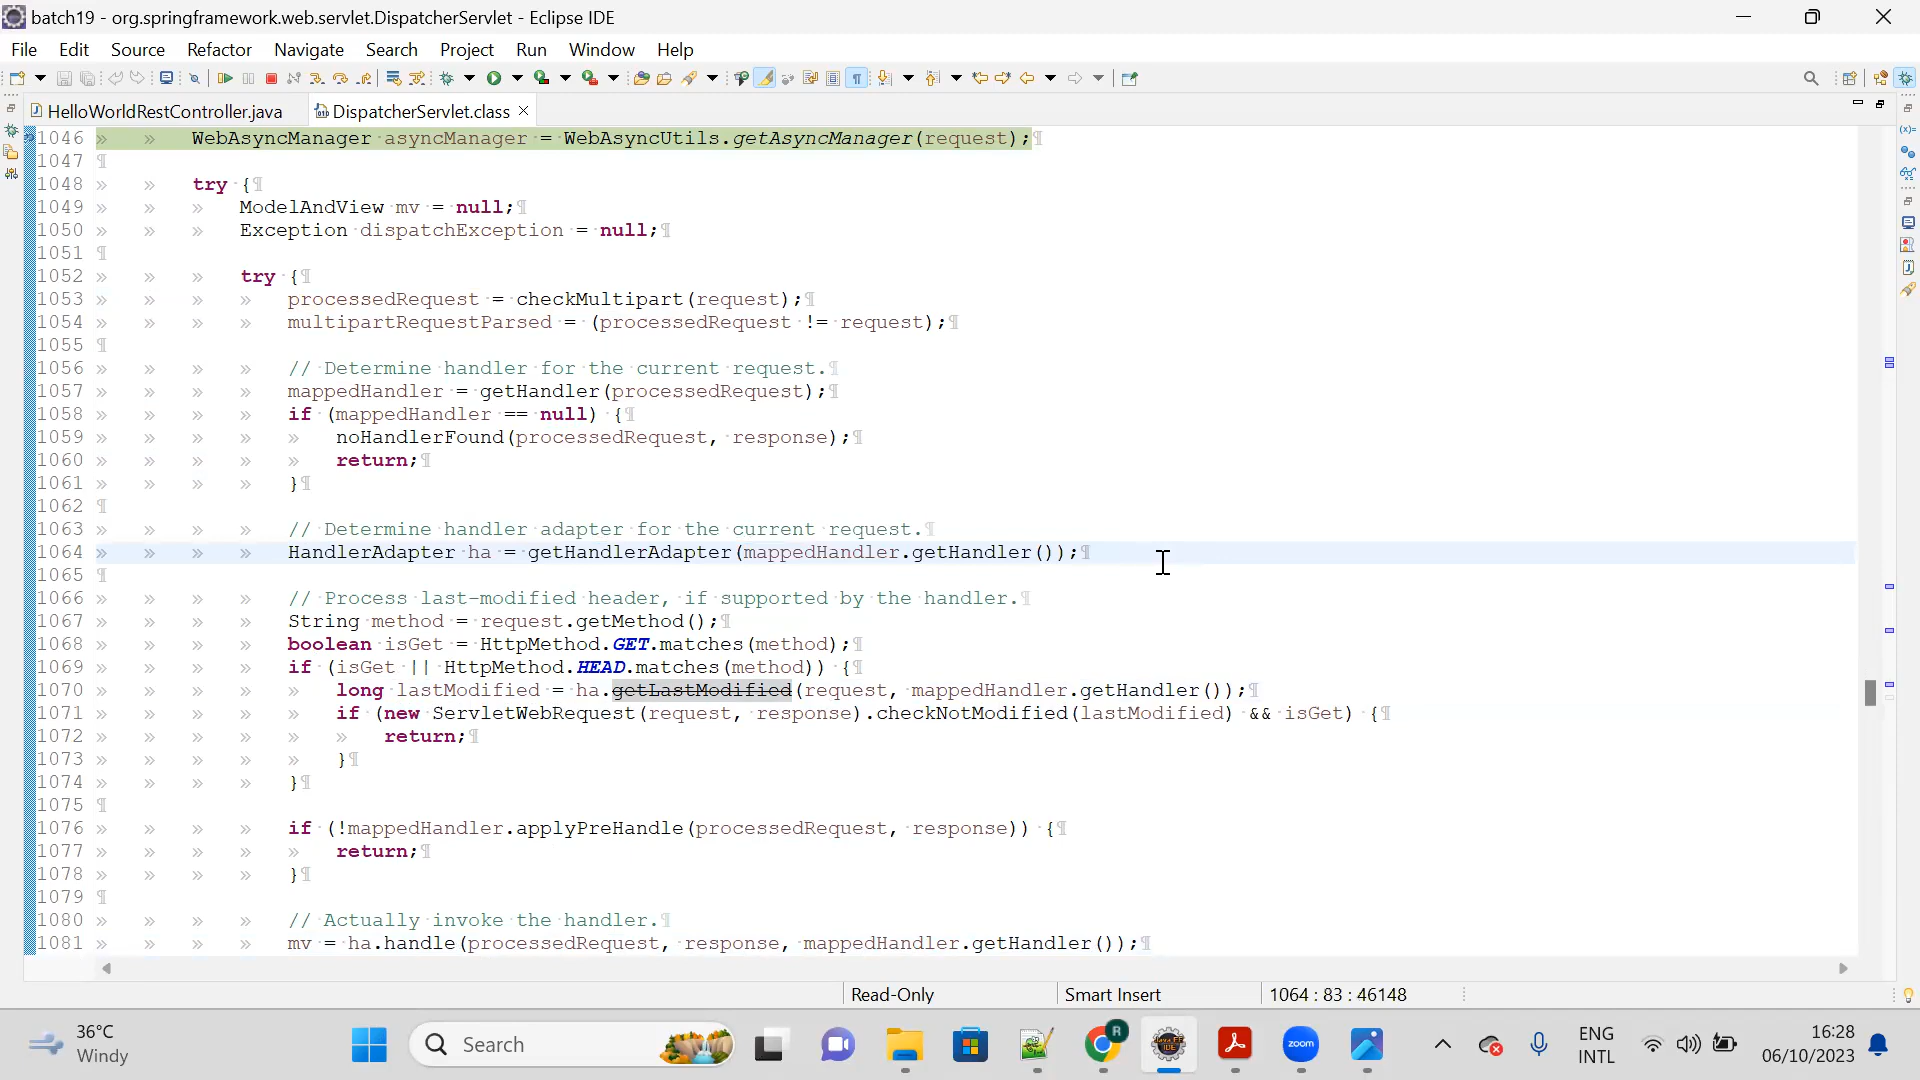 batch19 - org.springframework.web.servlet.DispatcherServlet - Eclipse IDE
File Edit Source Refactor Navigate Search Project Run Window Help
HelloWorldRestController.java DispatcherServlet.class
1046 WebAsyncManager asyncManager = WebAsyncUtils.getAsyncManager(request);
1047
1048 try {
1049 ModelAndView mv = null;
1050 Exception dispatchException = null;
1051
1052 try {
1053 processedRequest = checkMultipart(request);
1054 multipartRequestParsed = (processedRequest != request);
1055
1056 // Determine handler for the current request.
1057 mappedHandler = getHandler(processedRequest);
1058 if (mappedHandler == null) {
1059 noHandlerFound(processedRequest, response);
1060 return;
1061 }
1062
1063 // Determine handler adapter for the current request.
1064 HandlerAdapter ha = getHandlerAdapter(mappedHandler.getHandler());
1065
1066 // Process last-modified header, if supported by the handler.
1067 String method = request.getMethod();
1068 boolean isGet = HttpMethod.GET.matches(method);
1069 if (isGet || HttpMethod.HEAD.matches(method)) {
1070 long lastModified = ha.getLastModified(request, mappedHandler.getHandler());
1071 if (new ServletWebRequest(request, response).checkNotModified(lastModified) && isGet) {
1072 return;
1073 }
1074 }
1075
1076 if (!mappedHandler.applyPreHandle(processedRequest, response)) {
1077 return;
1078 }
1079
1080 // Actually invoke the handler.
1081 mv = ha.handle(processedRequest, response, mappedHandler.getHandler());
Read-Only Smart Insert 1064 : 83 : 46148
36°C
Windy
Search
R
zoom
ENG
INTL
16:28
06/10/2023